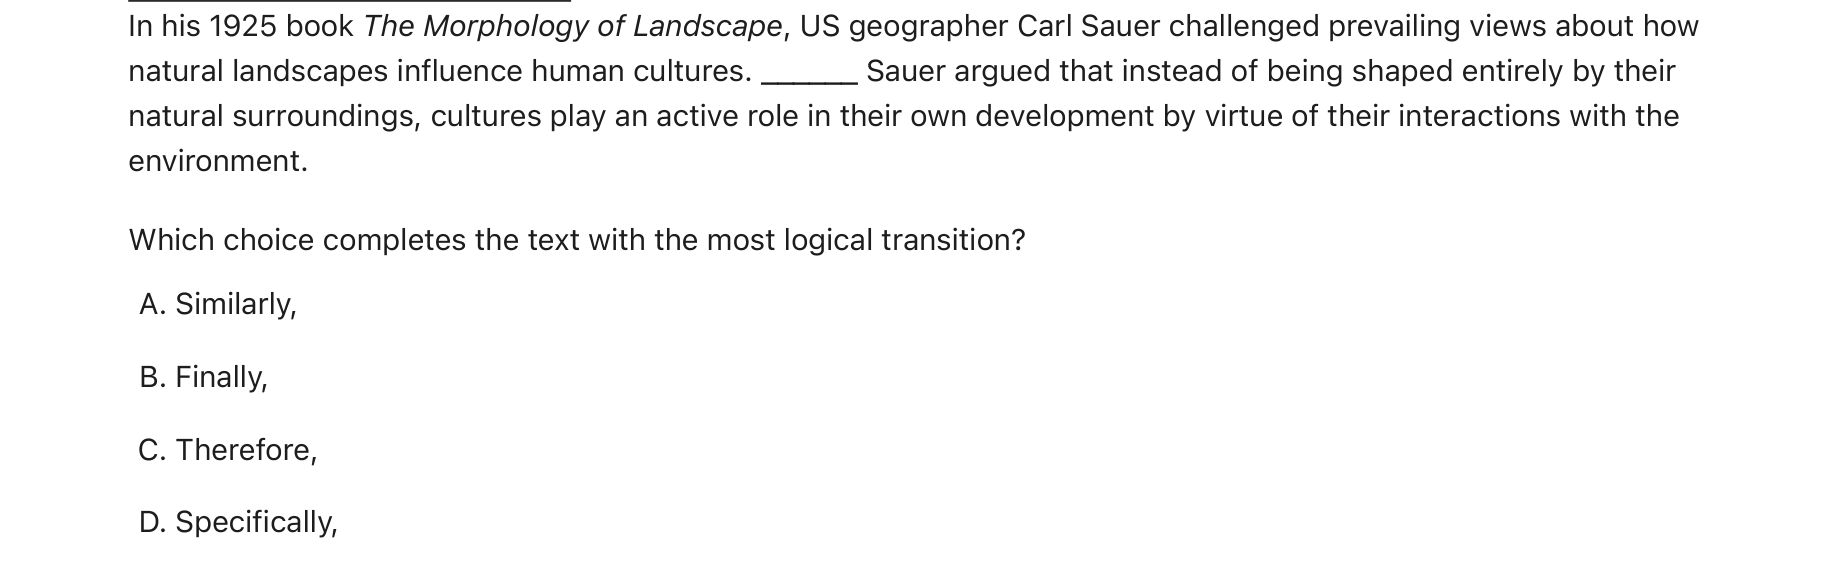 In his 1925 book The Morphology of Landscape, US geographer Carl Sauer challenged prevailing views about how
natural landscapes influence human cultures. ______ Sauer argued that instead of being shaped entirely by their
natural surroundings, cultures play an active role in their own development by virtue of their interactions with the
environment.
Which choice completes the text with the most logical transition?
A. Similarly,
B. Finally,
C. Therefore,
D. Specifically,